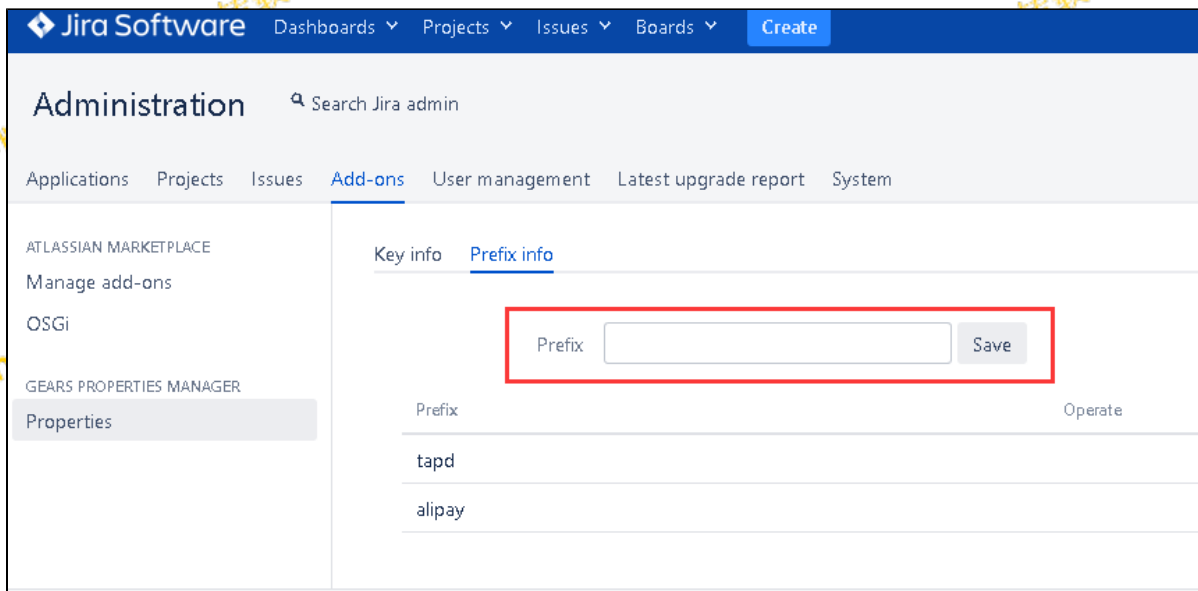 Jira Software Dashboards Projects Issues Boards Create
Administration Search Jira admin
Applications Projects Issues Add-ons User management Latest upgrade report System
ATLASSIAN MARKETPLACE
Manage add-ons
OSGi
GEARS PROPERTIES MANAGER
Properties
Key info Prefix info
Prefix Save
Prefix Operate
tapd
alipay